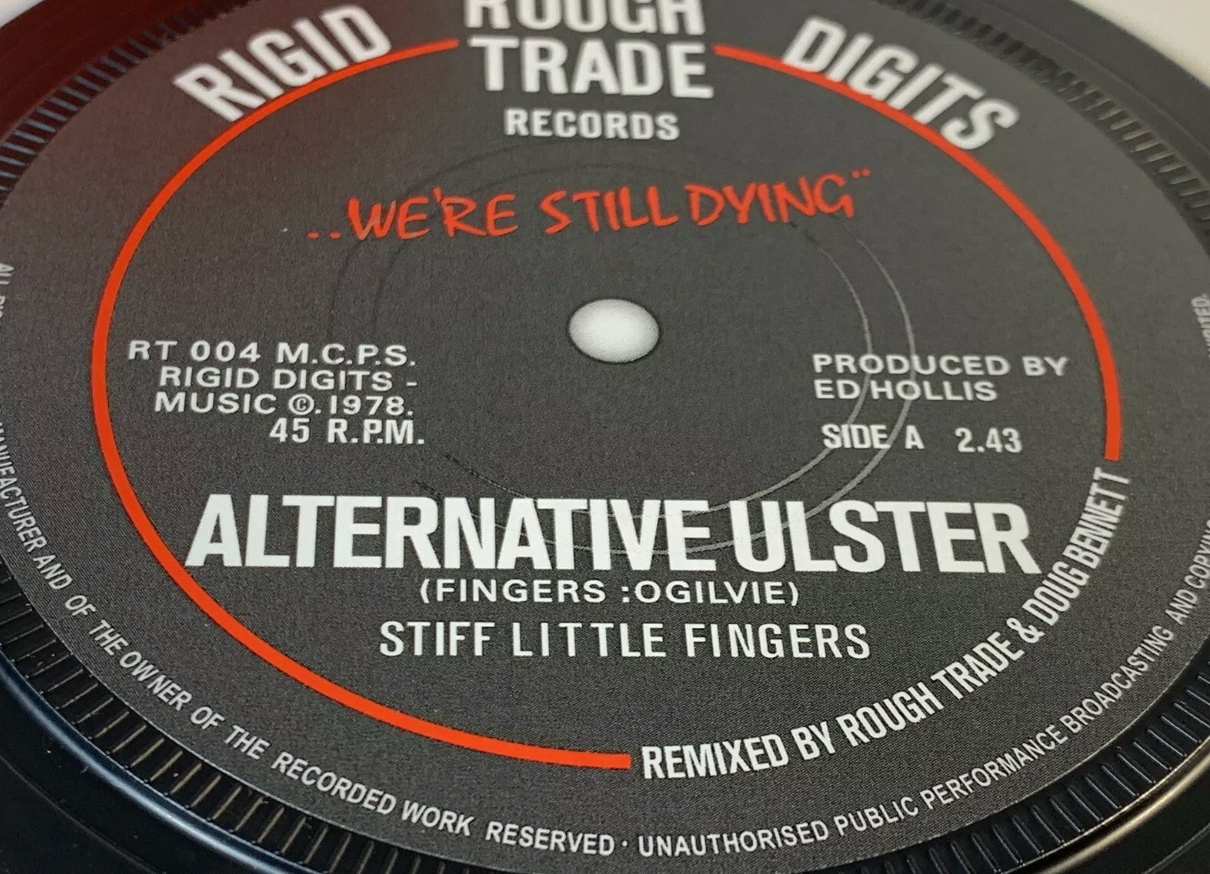 RIGID
ROUGH
TRADE
RECORDS
DIGITS
..WE'RE STILL DYING"
RT 004 M.C.P.S.
RIGID DIGITS -
MUSIC ©.1978.
45 R.P.M.
PRODUCED BY
ED HOLLIS
SIDE A 2.43
ALTERNATIVE ULSTER
(FINGERS :OGILVIE)
STIFF LITTLE FINGERS
REMIXED BY ROUGH TRADE & DOUG BENNETT
MANUFACTURER AND OF THE OWNER OF THE RECORDED WORK RESERVED · UNAUTHORISED PUBLIC PERFORMANCE BROADCASTING AND COPYING